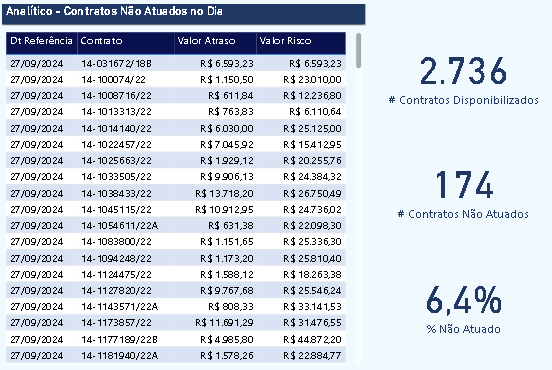 Analítico - Contratos Não Atuados no Dia
Dt Referência Contrato Valor Atraso Valor Risco
27/09/2024 14-031672/18B R$ 6.593,23 R$ 6.593,23
27/09/2024 14-100074/22 R$ 1.150,50 R$ 23.010,00
27/09/2024 14-1008716/22 R$ 611,84 R$ 12.236,80
27/09/2024 14-1013313/22 R$ 763,83 R$ 6.110,64
27/09/2024 14-1014140/22 R$ 6.030,00 R$ 25.125,00
27/09/2024 14-1022457/22 R$ 7.045,92 R$ 15.412,95
27/09/2024 14-1025663/22 R$ 1.929,12 R$ 20.255,76
27/09/2024 14-1033505/22 R$ 9.906,13 R$ 24.384,32
27/09/2024 14-1038433/22 R$ 13.718,20 R$ 26.750,49
27/09/2024 14-1045115/22 R$ 10.912,95 R$ 24.736,02
27/09/2024 14-1054611/22A R$ 631,38 R$ 22.098,30
27/09/2024 14-1083800/22 R$ 1.151,65 R$ 25.336,30
27/09/2024 14-1094248/22 R$ 1.173,20 R$ 25.810,40
27/09/2024 14-1124475/22 R$ 1.588,12 R$ 18.263,38
27/09/2024 14-1127820/22 R$ 9.767,68 R$ 25.546,24
27/09/2024 14-1143571/22A R$ 808,33 R$ 33.141,53
27/09/2024 14-1173857/22 R$ 11.691,29 R$ 31.476,55
27/09/2024 14-1177189/22B R$ 4.985,80 R$ 44.872,20
27/09/2024 14-1181940/22A R$ 1.578,26 R$ 22.884,77
2.736
# Contratos Disponibilizados
174
# Contratos Não Atuados
6,4%
% Não Atuado